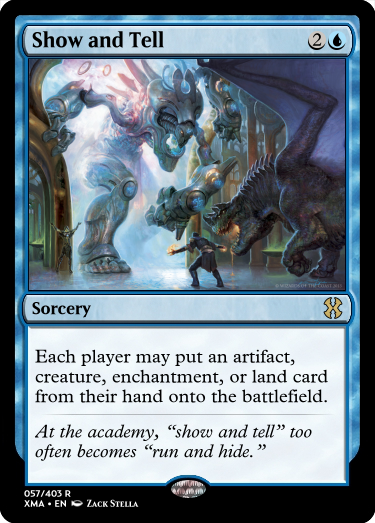 Show and Tell 2
Sorcery
Each player may put an artifact,
creature, enchantment, or land card
from their hand onto the battlefield.
At the academy, “show and tell” too
often becomes “run and hide.”
057/403 R
XMA • EN Zack Stella